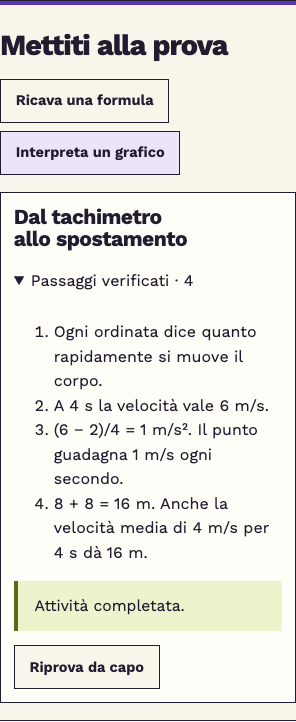 Mettiti alla prova
Ricava una formula
Interpreta un grafico
Dal tachimetro
allo spostamento
▼ Passaggi verificati · 4
1. Ogni ordinata dice quanto
rapidamente si muove il
corpo.
2. A 4 s la velocità vale 6 m/s.
3. (6 − 2)/4 = 1 m/s². Il punto
guadagna 1 m/s ogni
secondo.
4. 8 + 8 = 16 m. Anche la
velocità media di 4 m/s per
4 s dà 16 m.
Attività completata.
Riprova da capo